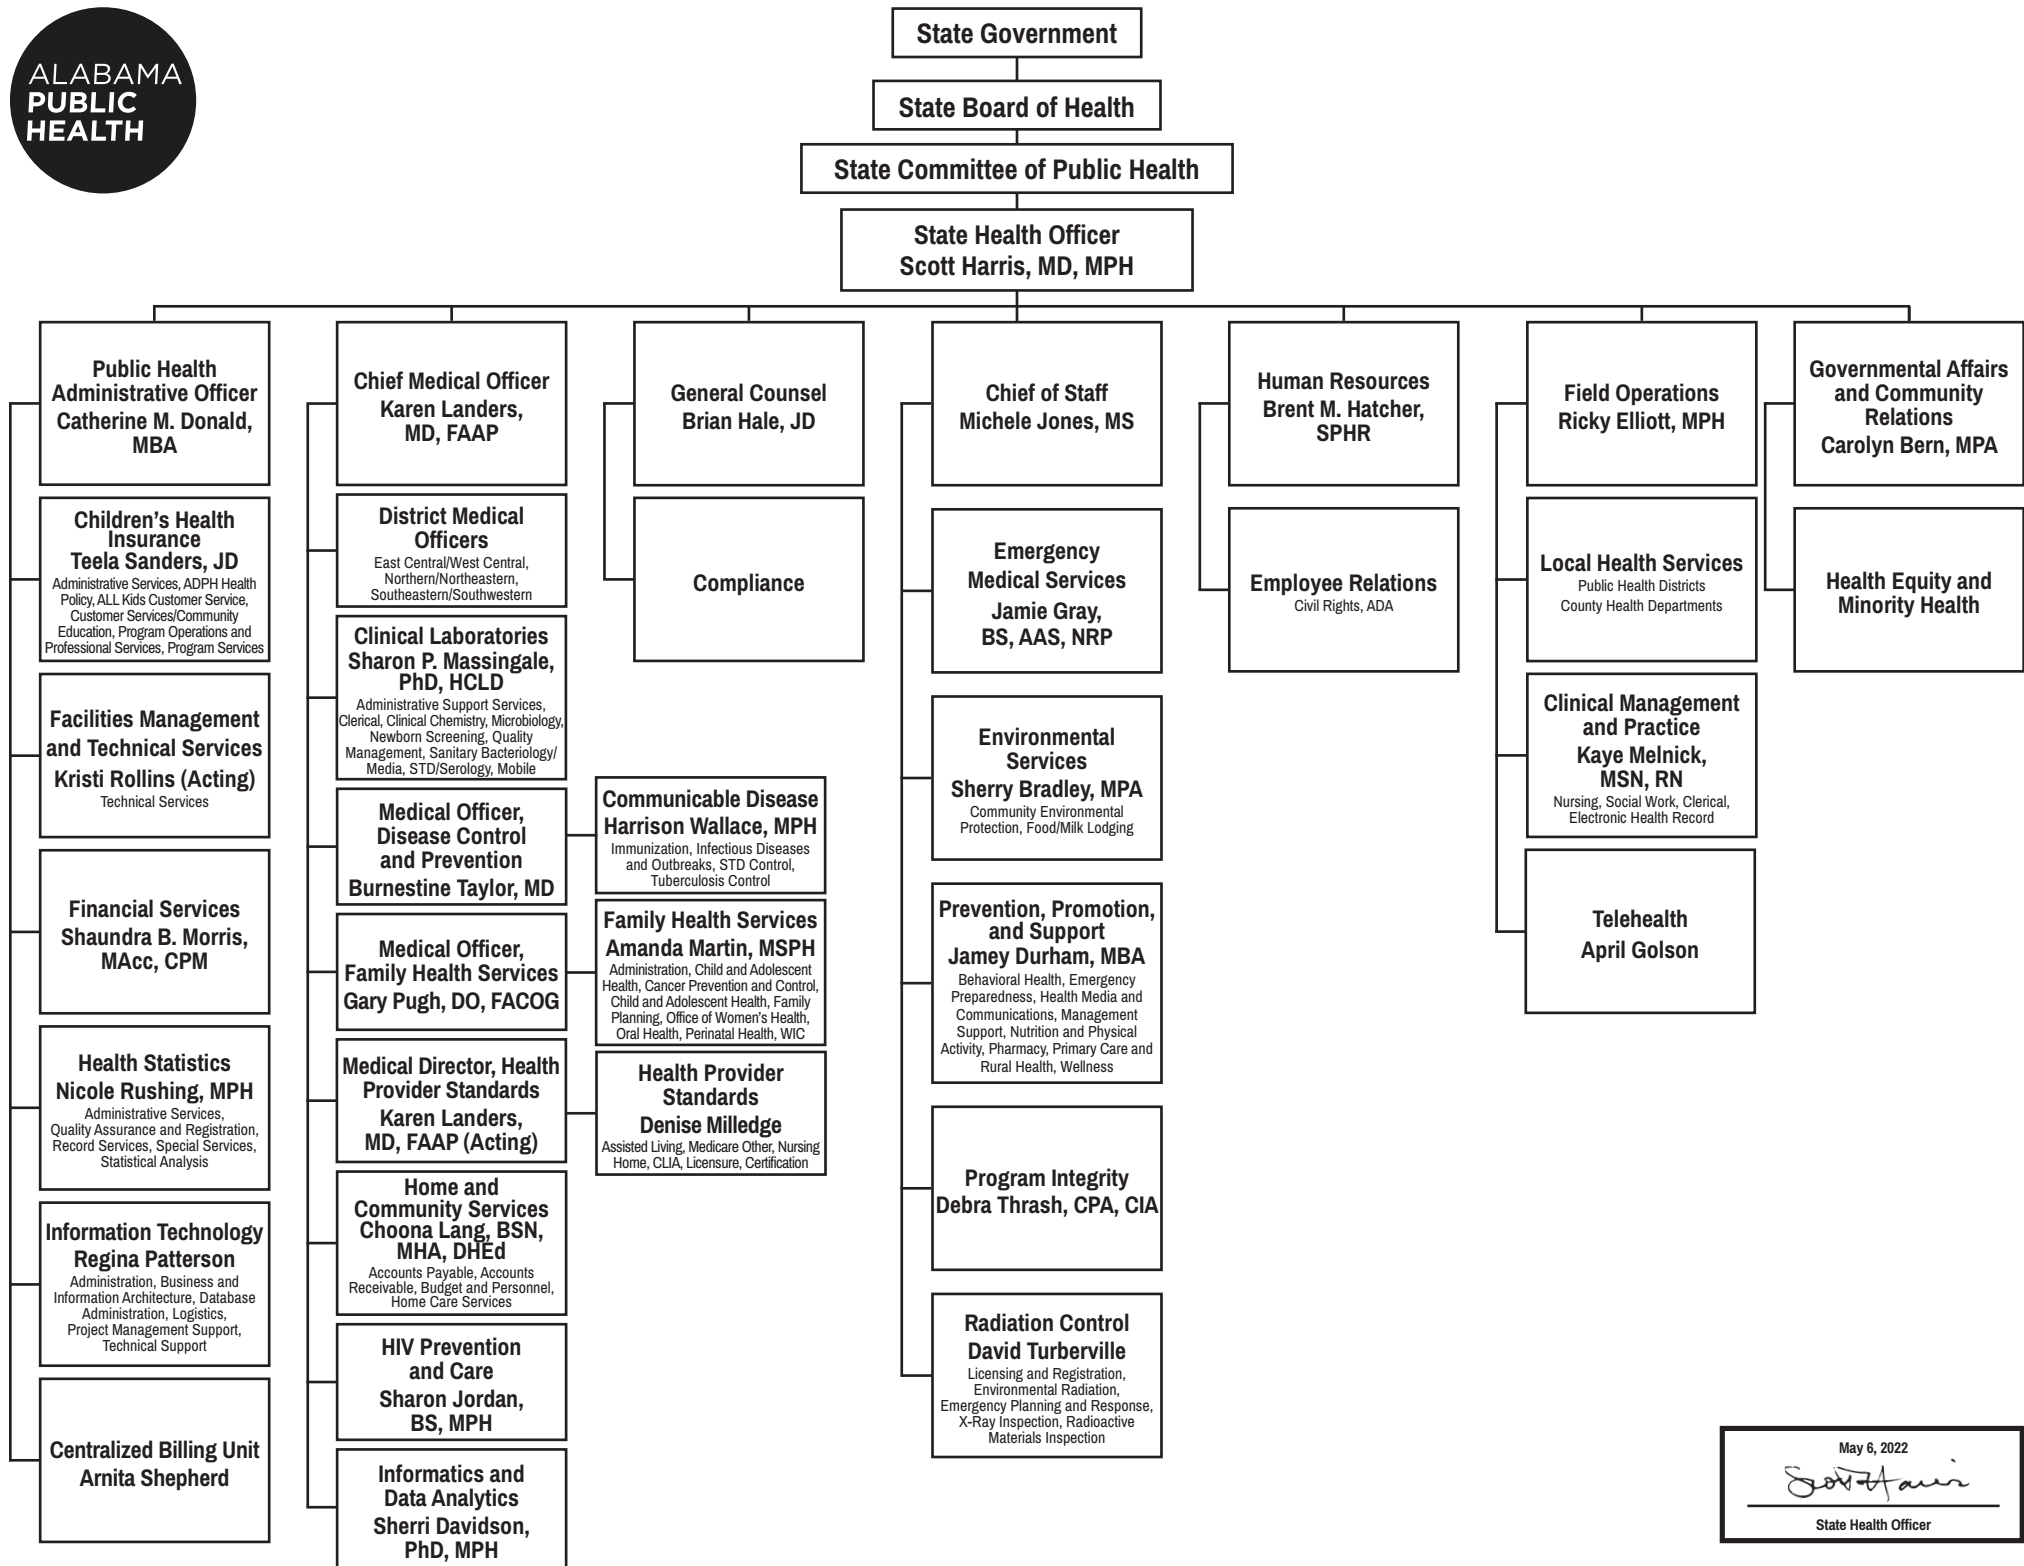 ALABAMA
PUBLIC
HEALTH
State Government
State Board of Health
State Committee of Public Health
State Health Officer
Scott Harris, MD, MPH
Public Health
Administrative Officer
Catherine M. Donald,
MBA
Children's Health
Insurance
Teela Sanders, JD
Administrative Services, ADPH Health
Policy, ALL Kids Customer Service,
Customer Services/Community
Education, Program Operations and
Professional Services, Program Services
Facilities Management
and Technical Services
Kristi Rollins (Acting)
Technical Services
Financial Services
Shaundra B. Morris,
MAcc, CPM
Health Statistics
Nicole Rushing, MPH
Administrative Services,
Quality Assurance and Registration,
Record Services, Special Services,
Statistical Analysis
Information Technology
Regina Patterson
Administration, Business and
Information Architecture, Database
Administration, Logistics,
Project Management Support,
Technical Support
Centralized Billing Unit
Arnita Shepherd
Chief Medical Officer
Karen Landers,
MD, FAAP
District Medical
Officers
East Central/West Central,
Northern/Northeastern,
Southeastern/Southwestern
Clinical Laboratories
Sharon P. Massingale,
PhD, HCLD
Administrative Support Services,
Clerical, Clinical Chemistry, Microbiology,
Newborn Screening, Quality
Management, Sanitary Bacteriology/
Media, STD/Serology, Mobile
Medical Officer,
Disease Control
and Prevention
Burnestine Taylor, MD
Communicable Disease
Harrison Wallace, MPH
Immunization, Infectious Diseases
and Outbreaks, STD Control,
Tuberculosis Control
Medical Officer,
Family Health Services
Gary Pugh, DO, FACOG
Family Health Services
Amanda Martin, MSPH
Administration, Child and Adolescent
Health, Cancer Prevention and Control,
Child and Adolescent Health, Family
Planning, Office of Women's Health,
Oral Health, Perinatal Health, WIC
Medical Director, Health
Provider Standards
Karen Landers,
MD, FAAP (Acting)
Health Provider
Standards
Denise Milledge
Assisted Living, Medicare Other, Nursing
Home, CLIA, Licensure, Certification
Home and
Community Services
Choona Lang, BSN,
MHA, DHEd
Accounts Payable, Accounts
Receivable, Budget and Personnel,
Home Care Services
HIV Prevention
and Care
Sharon Jordan,
BS, MPH
Informatics and
Data Analytics
Sherri Davidson,
PhD, MPH
General Counsel
Brian Hale, JD
Compliance
Chief of Staff
Michele Jones, MS
Emergency
Medical Services
Jamie Gray,
BS, AAS, NRP
Environmental
Services
Sherry Bradley, MPA
Community Environmental
Protection, Food/Milk Lodging
Prevention, Promotion,
and Support
Jamey Durham, MBA
Behavioral Health, Emergency
Preparedness, Health Media and
Communications, Management
Support, Nutrition and Physical
Activity, Pharmacy, Primary Care and
Rural Health, Wellness
Program Integrity
Debra Thrash, CPA, CIA
Radiation Control
David Turberville
Licensing and Registration,
Environmental Radiation,
Emergency Planning and Response,
X-Ray Inspection, Radioactive
Materials Inspection
Human Resources
Brent M. Hatcher,
SPHR
Employee Relations
Civil Rights, ADA
Field Operations
Ricky Elliott, MPH
Local Health Services
Public Health Districts
County Health Departments
Clinical Management
and Practice
Kaye Melnick,
MSN, RN
Nursing, Social Work, Clerical,
Electronic Health Record
Telehealth
April Golson
Governmental Affairs
and Community
Relations
Carolyn Bern, MPA
Health Equity and
Minority Health
May 6, 2022
Scott Harris
State Health Officer